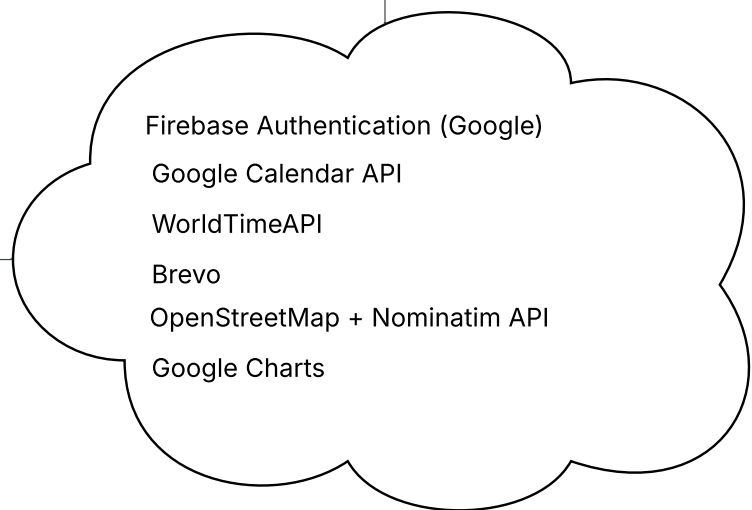 Firebase Authentication (Google)
Google Calendar API
WorldTimeAPI
Brevo
OpenStreetMap + Nominatim API
Google Charts